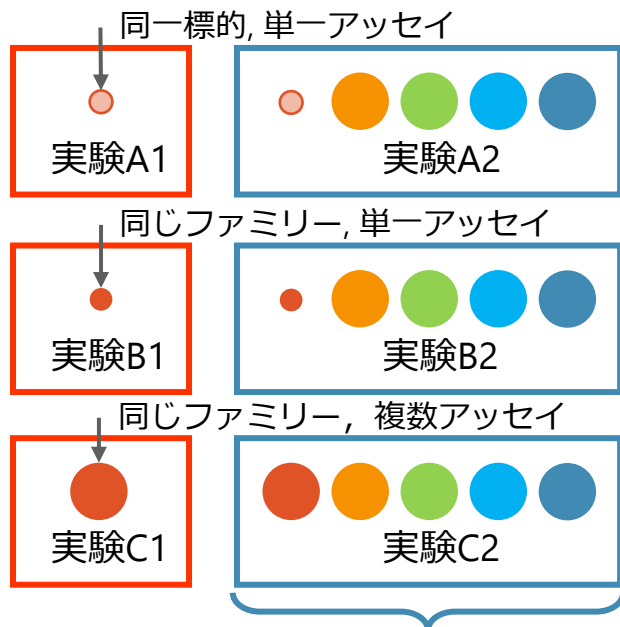 同一標的, 単一アッセイ
実験A1
実験A2
同じファミリー, 単一アッセイ
実験B1
実験B2
同じファミリー，複数アッセイ
実験C1
実験C2